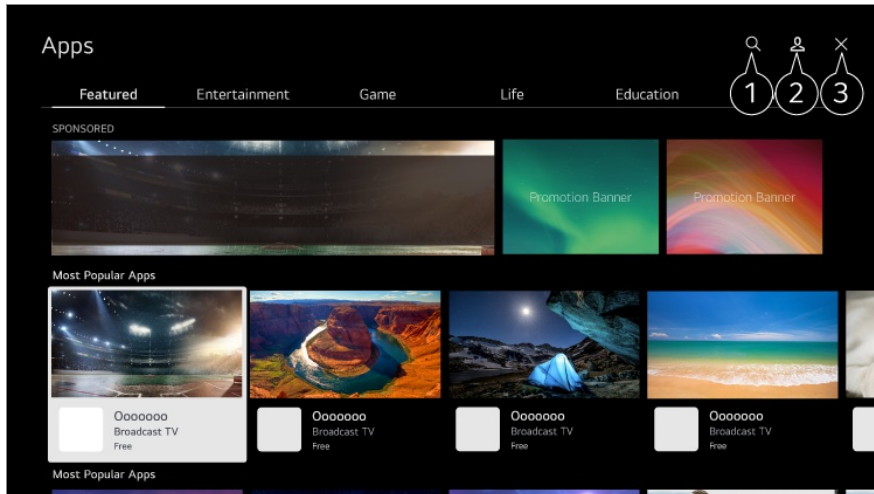 Apps
1 2 3
Featured Entertainment Game Life Education
SPONSORED
Promotion Banner Promotion Banner
Most Popular Apps
Ooooooo Ooooooo Ooooooo Ooooooo
Broadcast TV Broadcast TV Broadcast TV Broadcast TV
Free Free Free Free
Most Popular Apps